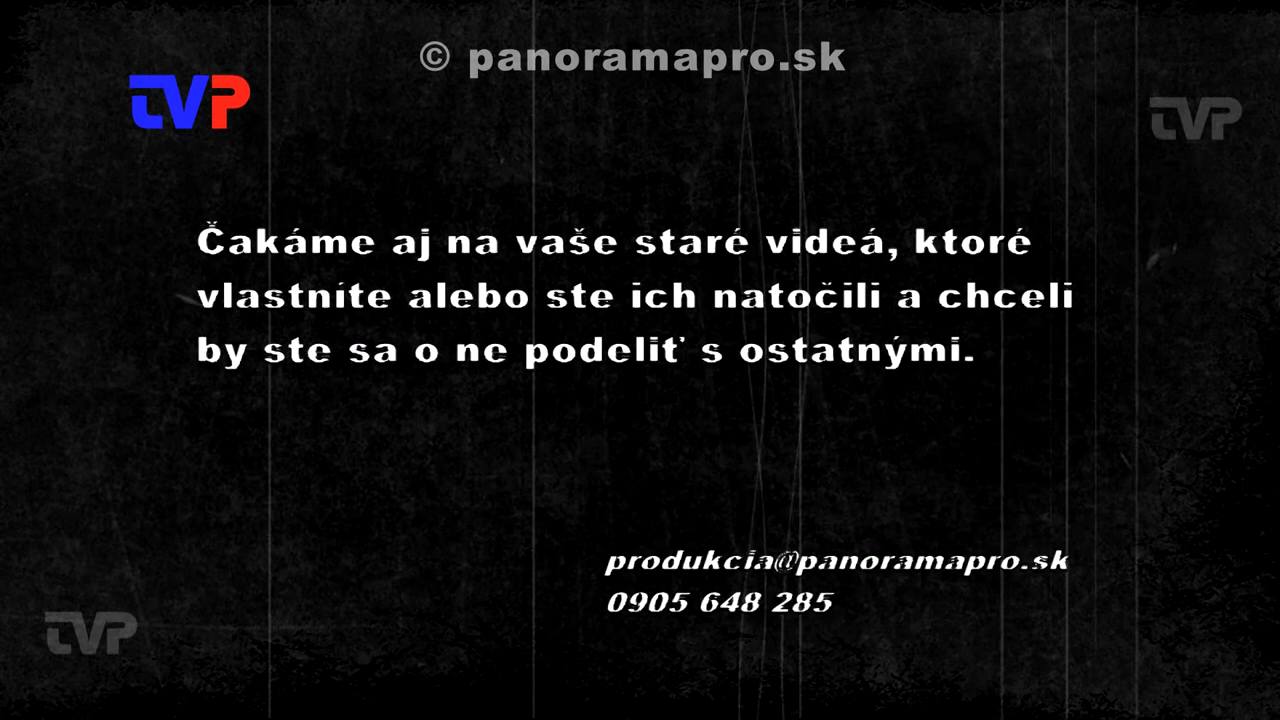 © panoramapro.sk
TVP
TVP
Čakáme aj na vaše staré videá, ktoré
vlastníte alebo ste ich natočili a chceli
by ste sa o ne podeliť s ostatnými.
produkcia@panoramapro.sk
0905 648 285
TVP